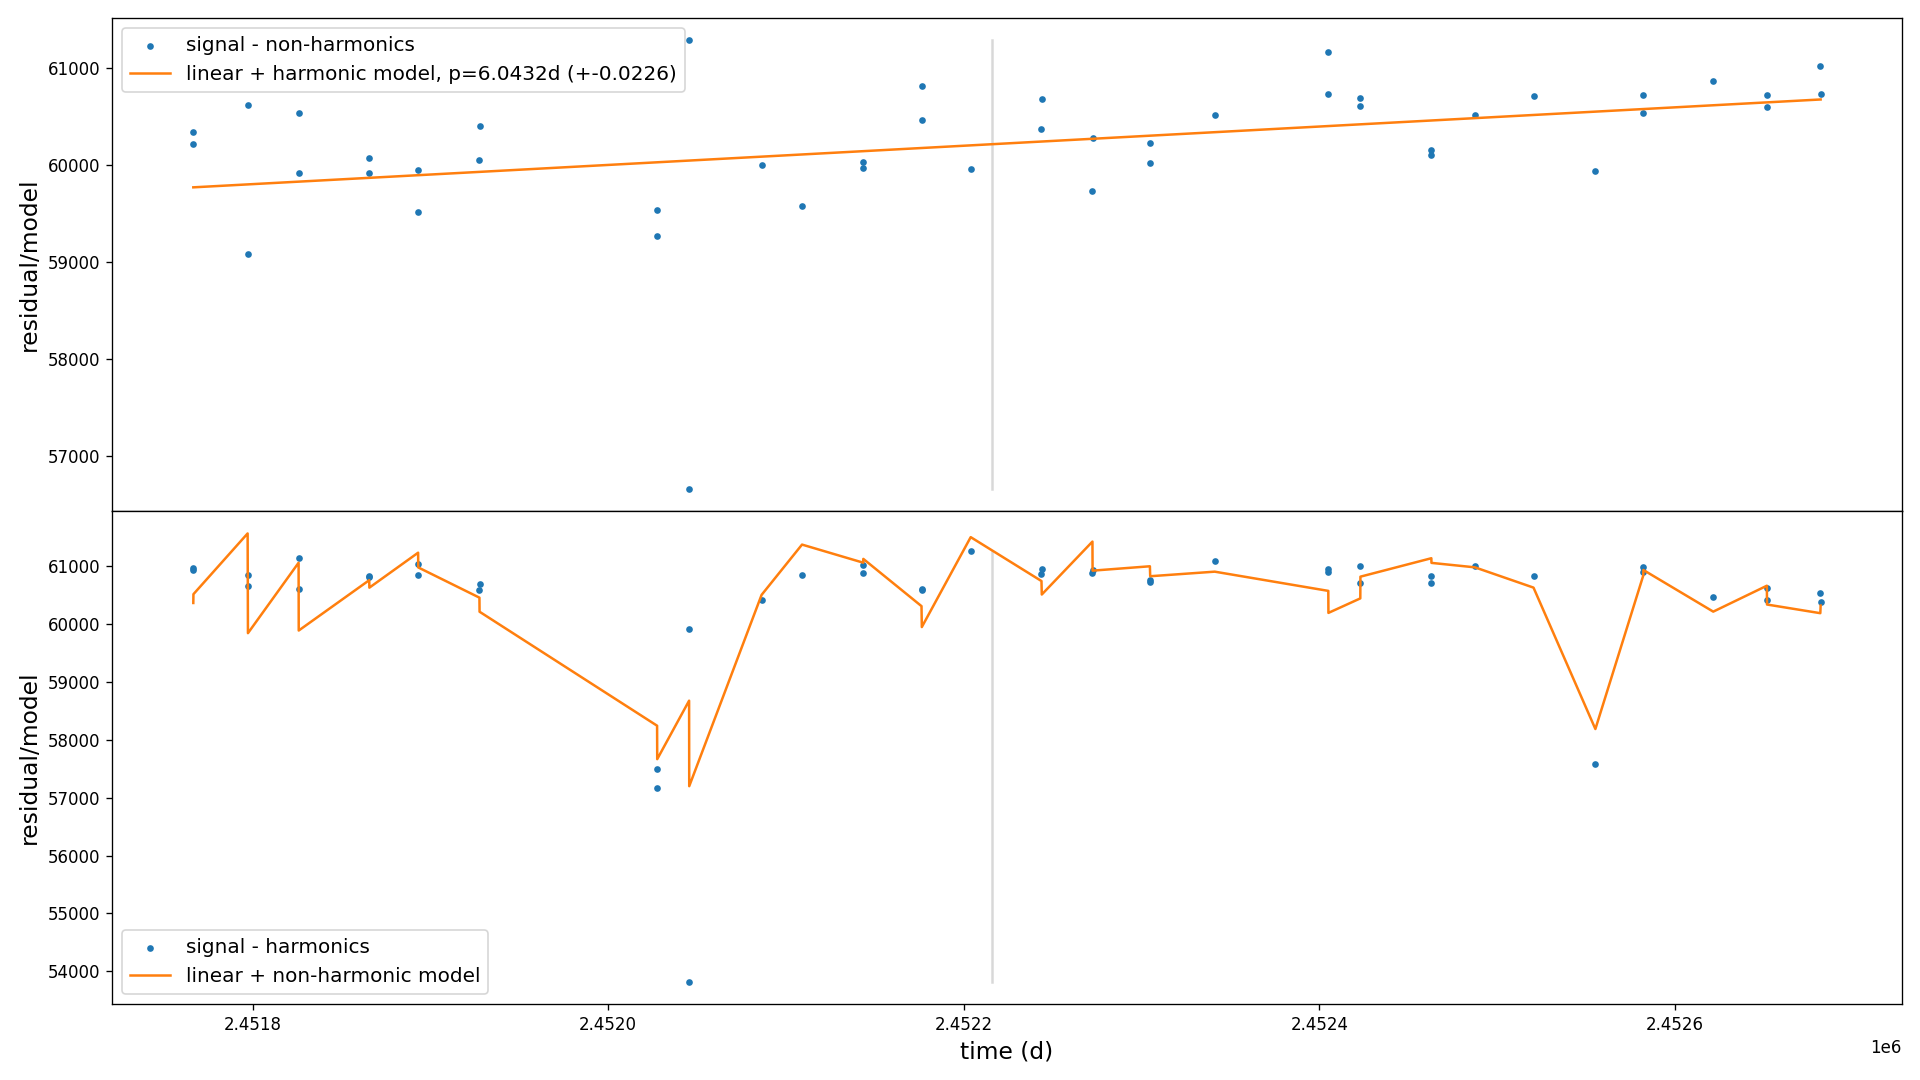 signal - non-harmonics
linear + harmonic model, p=6.0432d (+-0.0226)
61000
60000
59000
58000
57000
residual/model
61000
60000
59000
58000
57000
56000
55000
54000
residual/model
signal - harmonics
linear + non-harmonic model
2.4518
2.4520
2.4522
2.4524
2.4526
1e6
time (d)